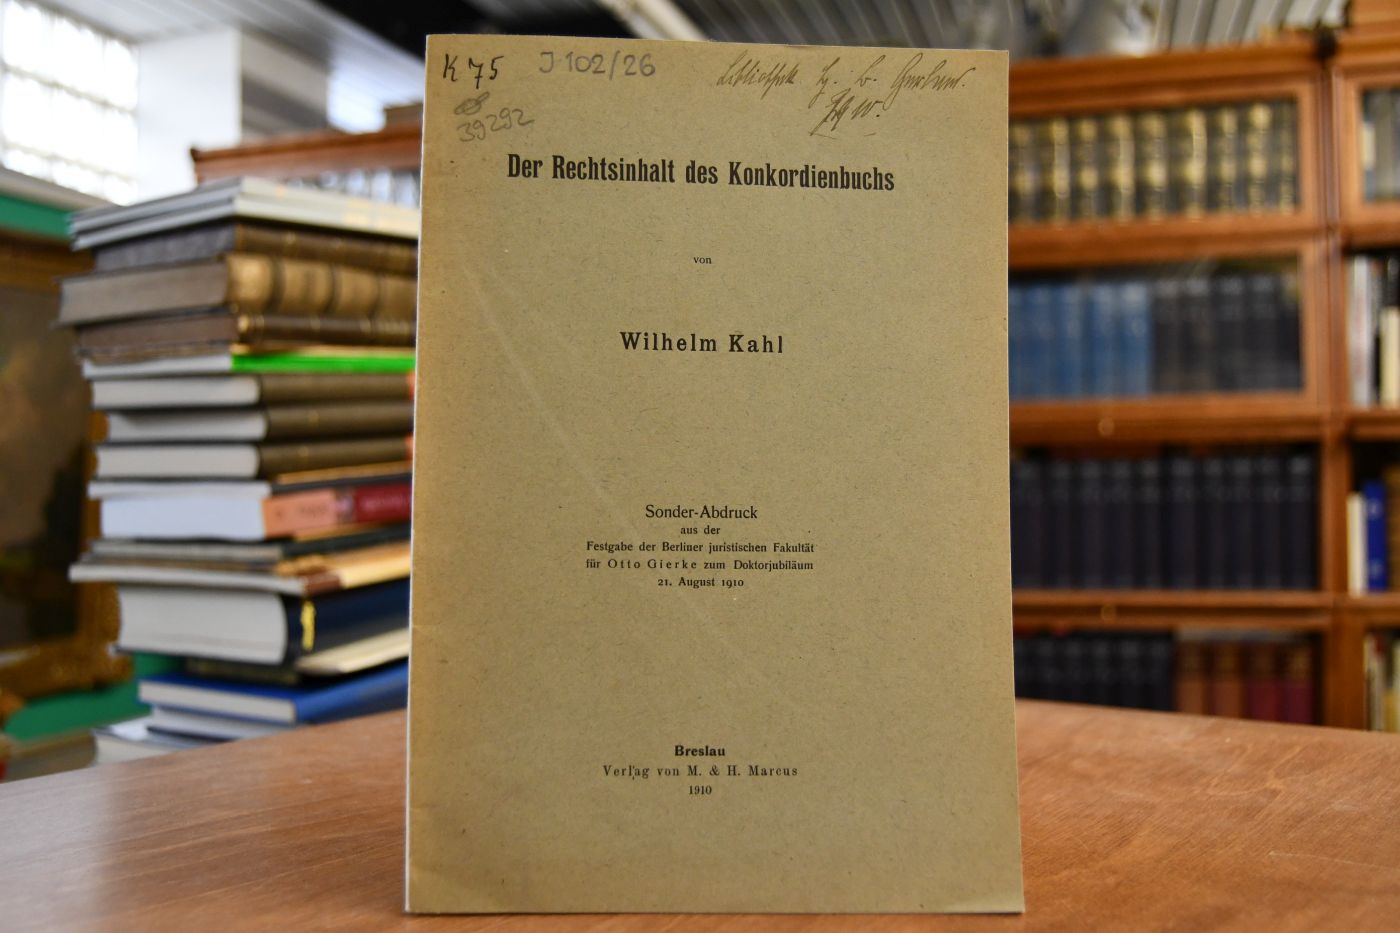 K 75
J 102/26
39292
Der Rechtsinhalt des Konkordienbuchs
von
Wilhelm Kahl
Sonder-Abdruck
aus der
Festgabe der Berliner juristischen Fakultät
für Otto Gierke zum Doktorjubiläum
21. August 1910
Breslau
Verlag von M. & H. Marcus
1910